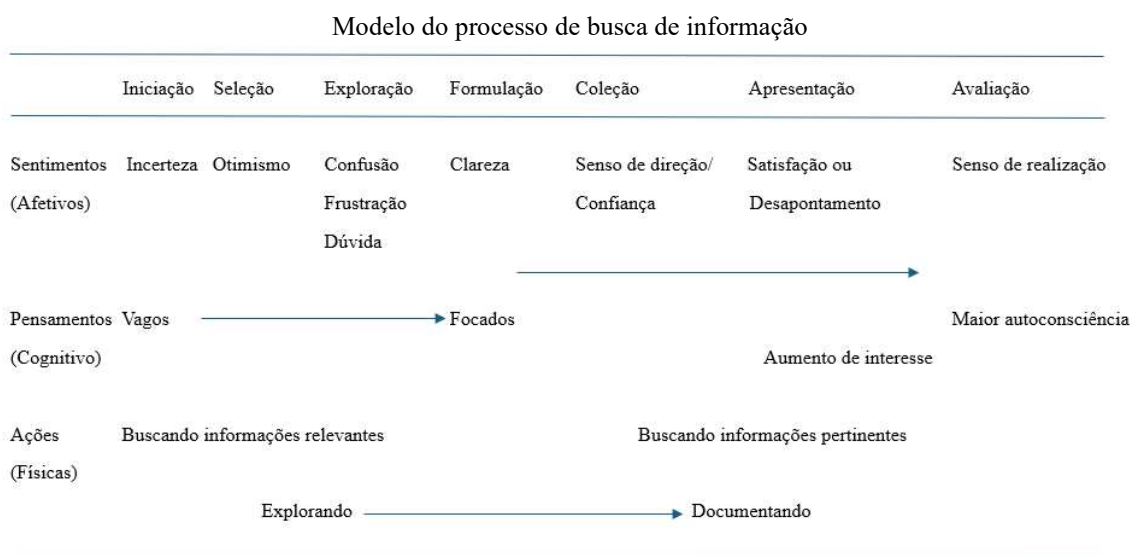 Modelo do processo de busca de informação
Iniciação Seleção Exploração Formulação Coleção Apresentação Avaliação
Sentimentos Incerteza Otimismo Confusão Clareza Senso de direção/ Satisfação ou Senso de realização
(Afetivos) Frustração Confiança Desapontamento
Dúvida
Pensamentos Vagos Focados Maior autoconsciência
(Cognitivo) Aumento de interesse
Ações Buscando informações relevantes Buscando informações pertinentes
(Físicas)
Explorando Documentando